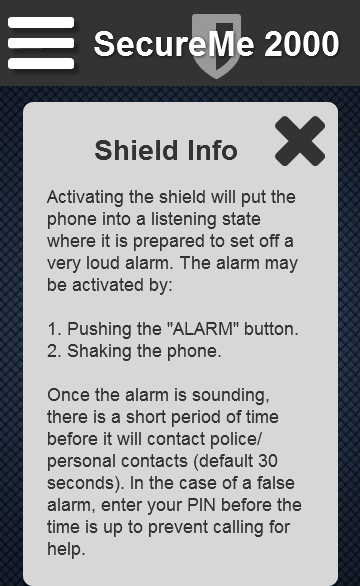 SecureMe 2000
Shield Info
Activating the shield will put the
phone into a listening state
where it is prepared to set off a
very loud alarm. The alarm may
be activated by:
1. Pushing the "ALARM" button.
2. Shaking the phone.
Once the alarm is sounding,
there is a short period of time
before it will contact police/
personal contacts (default 30
seconds). In the case of a false
alarm, enter your PIN before the
time is up to prevent calling for
help.